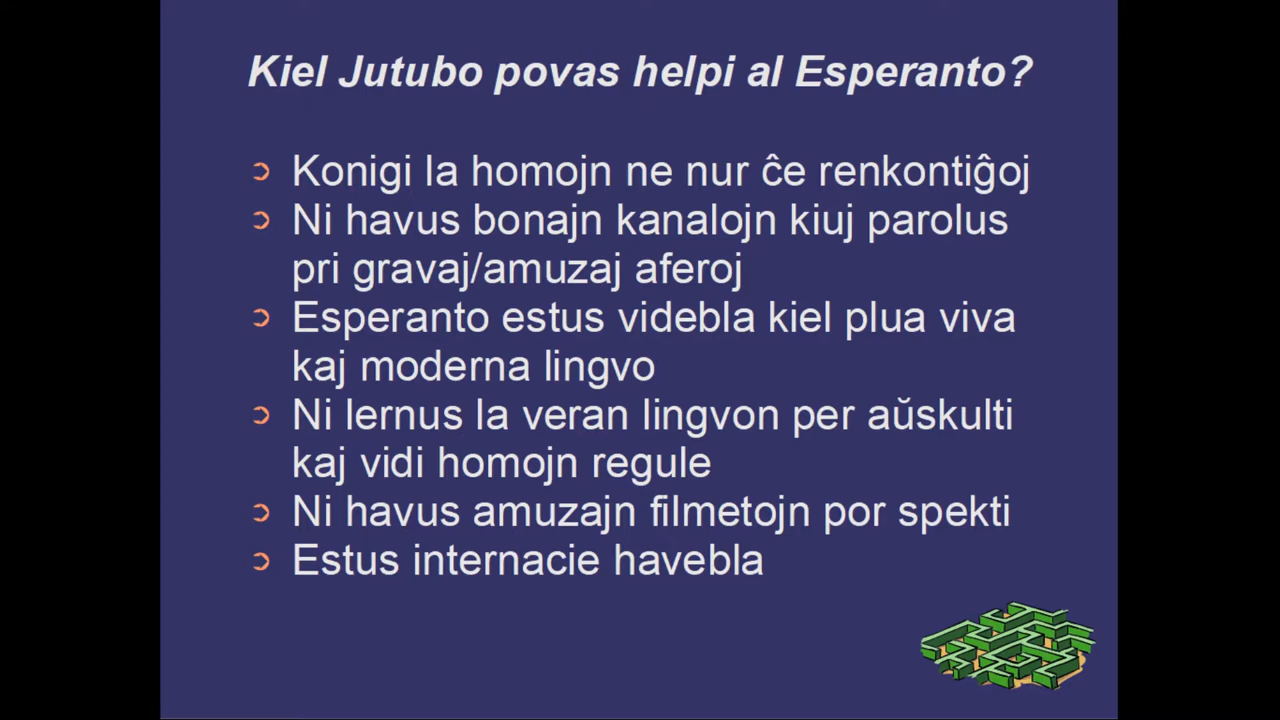 Kiel Jutubo povas helpi al Esperanto?
Konigi la homojn ne nur ĉe renkontiĝoj
Ni havus bonajn kanalojn kiuj parolus
pri gravaj/amuzaj aferoj
Esperanto estus videbla kiel plua viva
kaj moderna lingvo
Ni lernus la veran lingvon per aŭskulti
kaj vidi homojn regule
Ni havus amuzajn filmetojn por spekti
Estus internacie havebla